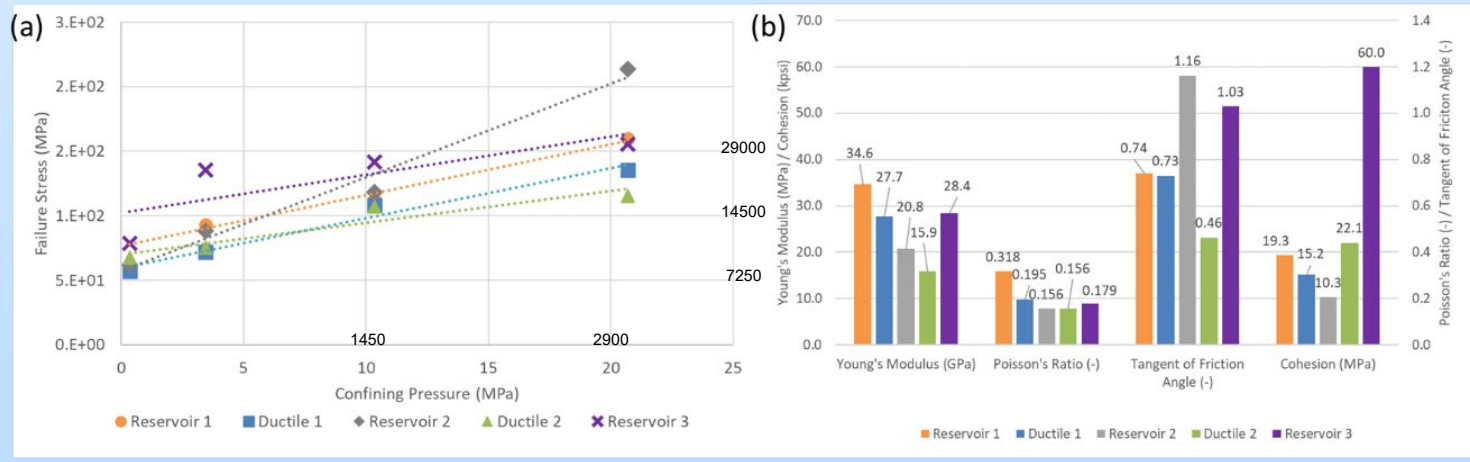 (a)
3.E+02
2.E+02
2.E+02
1.E+02
5.E+01
0.E+00
Failure Stress (MPa)
29000
14500
7250
1450
2900
0
5
10
15
20
25
Confining Pressure (MPa)
Reservoir 1
Ductile 1
Reservoir 2
Ductile 2
Reservoir 3
(b)
70.0
60.0
50.0
40.0
30.0
20.0
10.0
0.0
Young's Modulus (MPa) / Cohesion (kpsi)
34.6
27.7
20.8
15.9
28.4
0.318
0.195
0.156
0.156
0.179
0.74
0.73
1.16
0.46
1.03
19.3
15.2
10.3
22.1
60.0
1.4
1.2
1.0
0.8
0.6
0.4
0.2
0.0
Poisson's Ratio (-) / Tangent of Friciton Angle (-)
Young's Modulus (GPa)
Poisson's Ratio (-)
Tangent of Friction
Angle (-)
Cohesion (MPa)
Reservoir 1
Ductile 1
Reservoir 2
Ductile 2
Reservoir 3